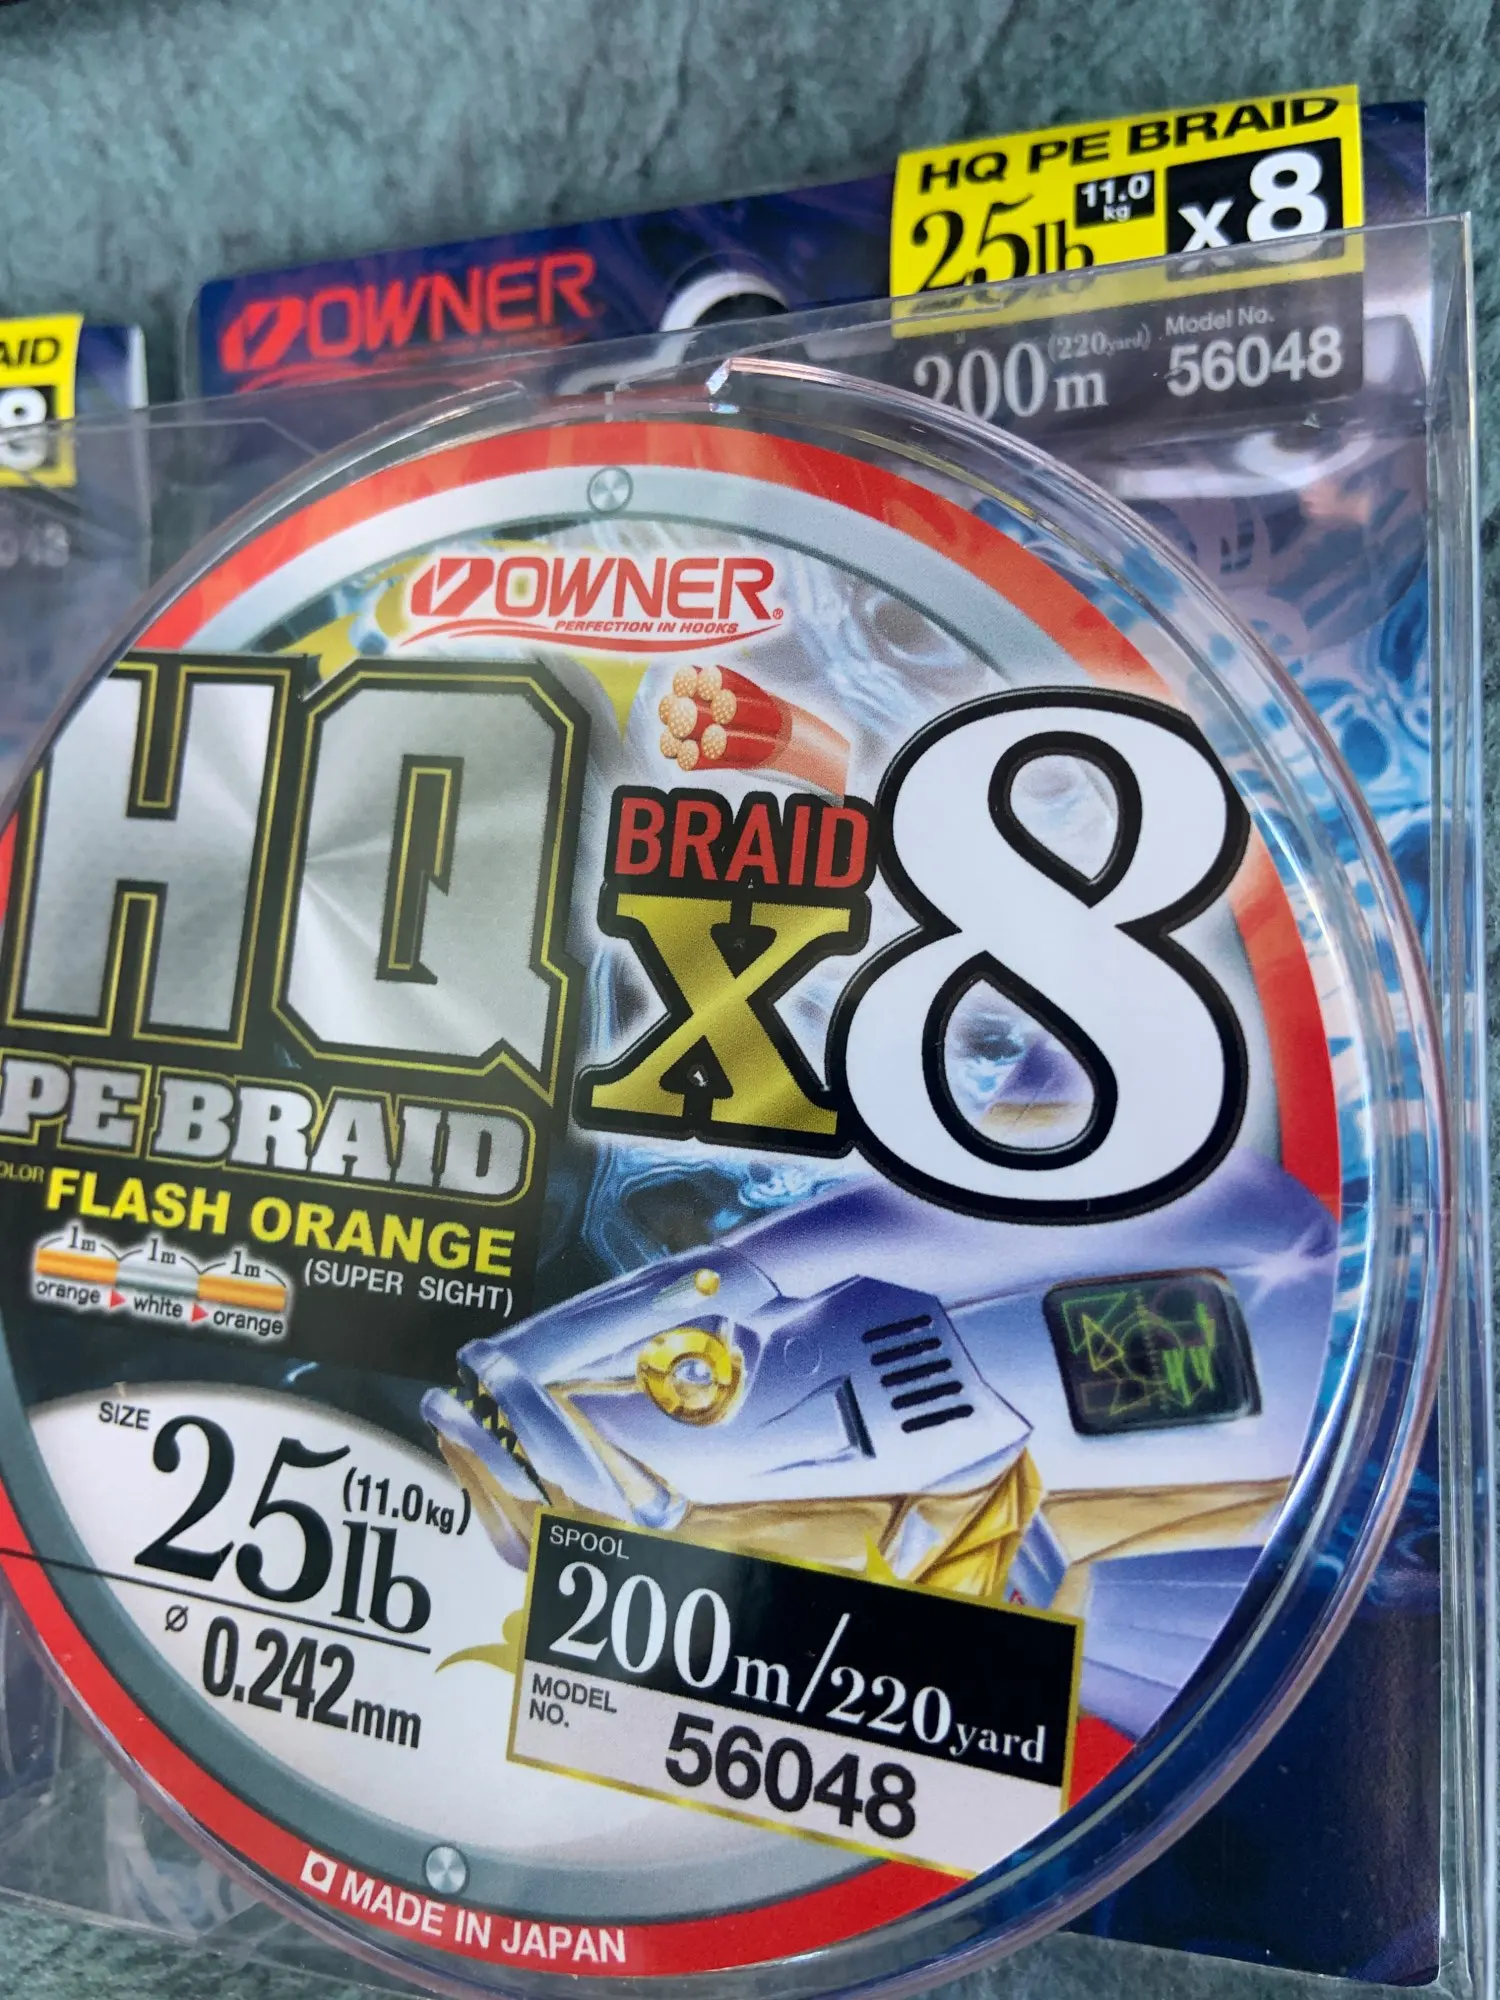 HQ PE BRAID
25lb 11.0 kg x8
200m (220yard) Model No. 56048
OWNER
AID
8
OWNER®
PERFECTION IN HOOKS
HQ
BRAID
X8
PE BRAID
FLASH ORANGE
(SUPER SIGHT)
1m 1m 1m
orange ▶ white ▶ orange
SIZE
25lb (11.0kg)
ø 0.242mm
SPOOL
200m/220yard
MODEL NO. 56048
MADE IN JAPAN